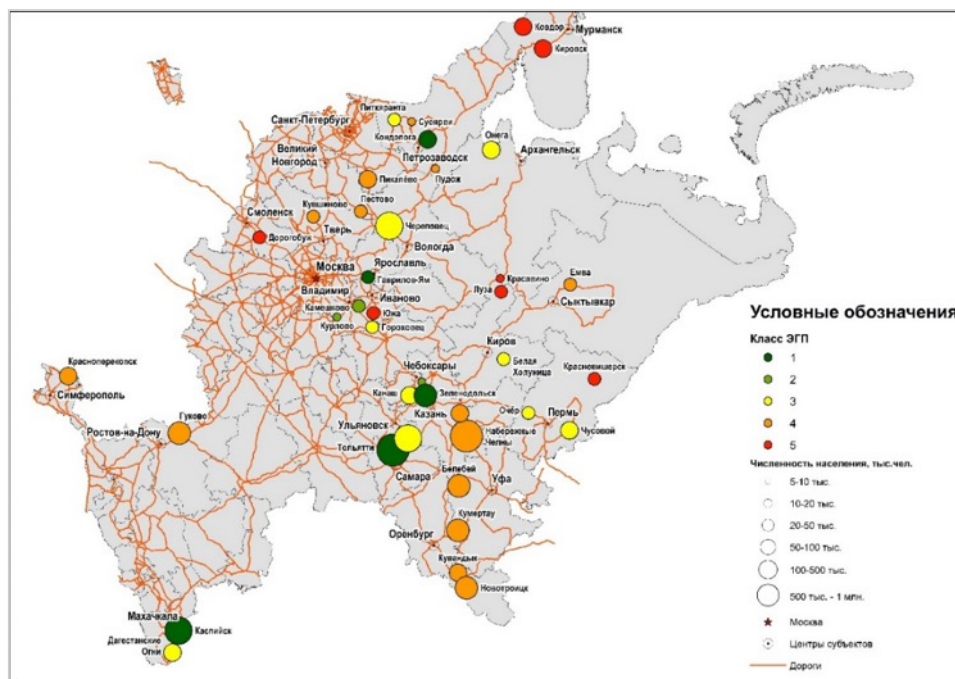 Ковдор
Мурманск
Кировск
Питкяранта
Санкт-Петербург
Суоярви
Кондопога
Онега
Великий
Новгород
Петрозаводск
Архангельск
Пикалёво
Пудож
Кувшиново
Пестово
Смоленск
Череповец
Дорогобуж
Тверь
Вологда
Москва
Ярославль
Гаврилов-Ям
Красавино
Емва
Владимир
Иваново
Луза
Сыктывкар
Камешково
Южа
Курлово
Гороховец
Киров
Красноперекопск
Чебоксары
Белая
Холуница
Красновишерск
Симферополь
Канаш
Зеленодольск
Гуково
Казань
Очёр
Пермь
Ростов-на-Дону
Ульяновск
Набережные
Челны
Чусовой
Тольятти
Белебей
Самара
Уфа
Кумертау
Оренбург
Кувандык
Новотроицк
Махачкала
Каспийск
Дагестанские
Огни
Условные обозначения
Класс ЭГП
1
2
3
4
5
Численность населения, тыс.чел.
5-10 тыс.
10-20 тыс.
20-50 тыс.
50-100 тыс.
100-500 тыс.
500 тыс. - 1 млн.
Москва
Центры субъектов
Дороги